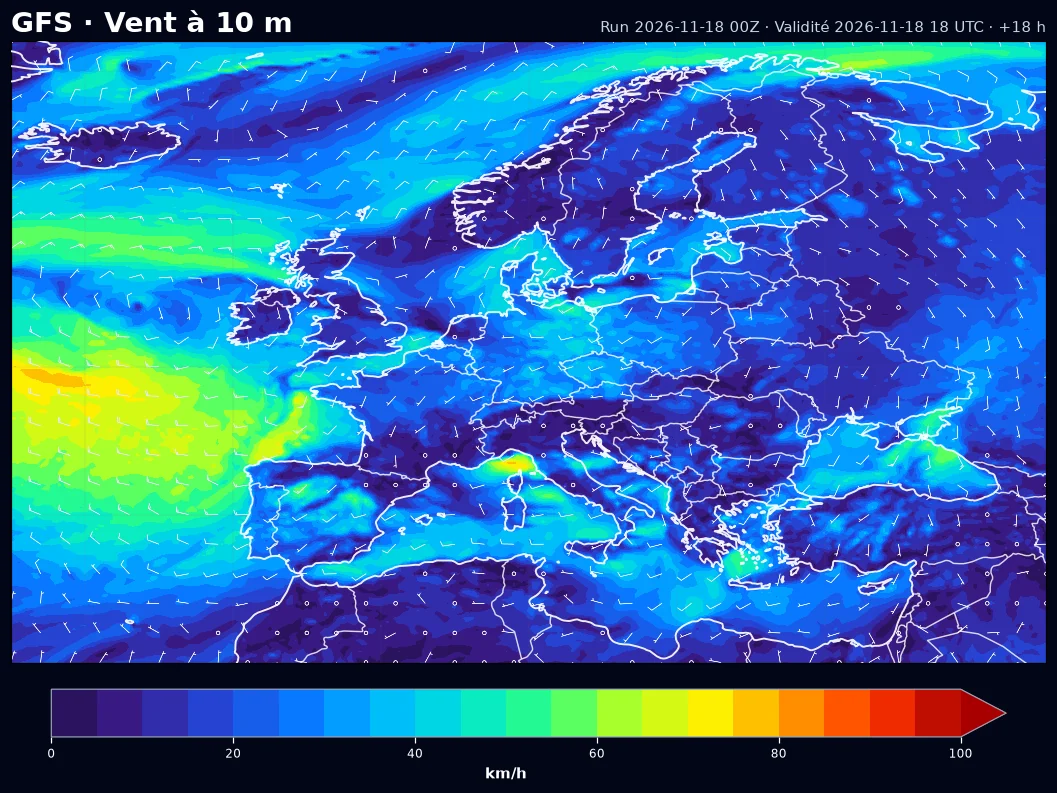 GFS · Vent à 10 m
Run 2026-11-18 00Z · Validité 2026-11-18 18 UTC · +18 h
0 20 40 60 80 100
km/h